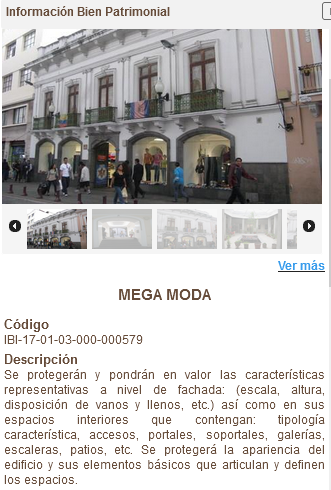 Información Bien Patrimonial
Ver más
MEGA MODA
Código
IBI-17-01-03-000-000579
Descripción
Se protegerán y pondrán en valor las características
representativas a nivel de fachada: (escala, altura,
disposición de vanos y llenos, etc.) así como en sus
espacios interiores que contengan: tipología
característica, accesos, portales, soportales, galerías,
escaleras, patios, etc. Se protegerá la apariencia del
edificio y sus elementos básicos que articulan y definen
los espacios.